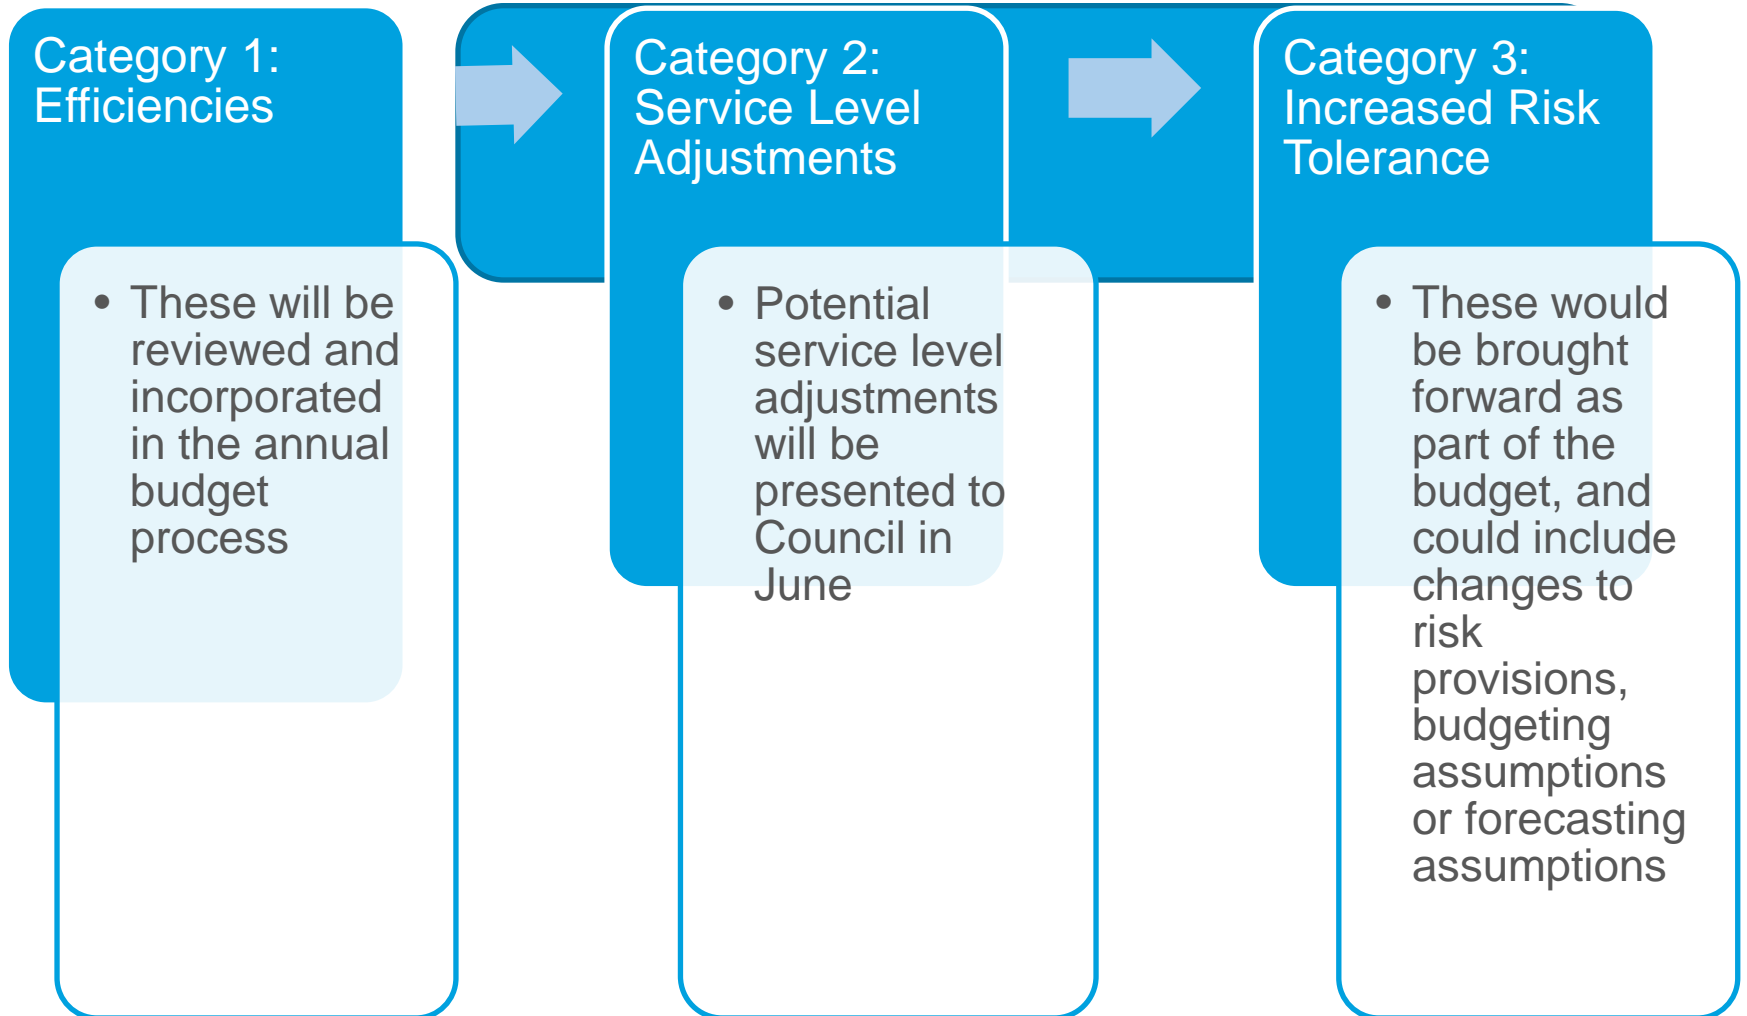 Category 1:
Efficiencies
• These will be
reviewed and
incorporated
in the annual
budget
process
Category 2:
Service Level
Adjustments
• Potential
service level
adjustments
will be
presented to
Council in
June
Category 3:
Increased Risk
Tolerance
• These would
be brought
forward as
part of the
budget, and
could include
changes to
risk
provisions,
budgeting
assumptions
or forecasting
assumptions